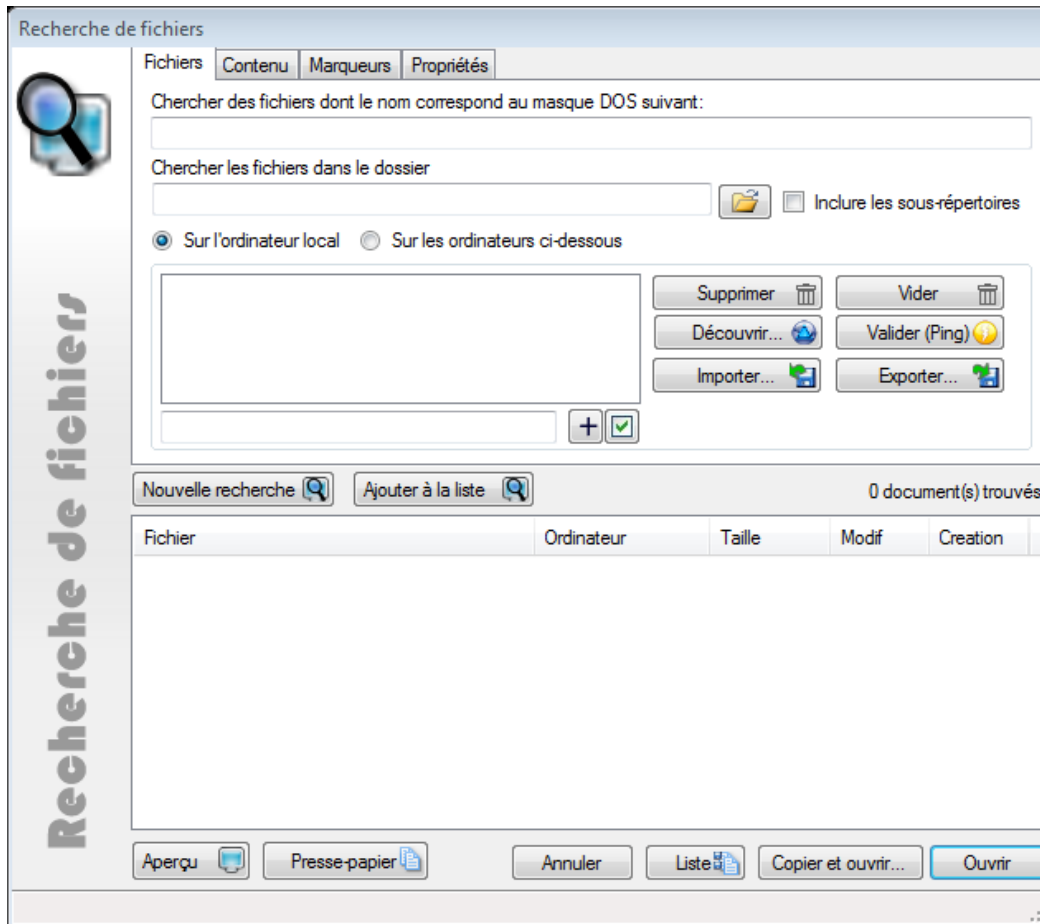 Recherche de fichiers
Fichiers Contenu Marqueurs Propriétés
Chercher des fichiers dont le nom correspond au masque DOS suivant:
Chercher les fichiers dans le dossier
Inclure les sous-répertoires
Sur l'ordinateur local Sur les ordinateurs ci-dessous
Supprimer Vider
Découvrir... Valider (Ping)
Importer... Exporter...
Nouvelle recherche Ajouter à la liste 0 document(s) trouvés
Fichier Ordinateur Taille Modif Creation
Aperçu Presse-papier Annuler Liste Copier et ouvrir... Ouvrir
Recherche de fichiers